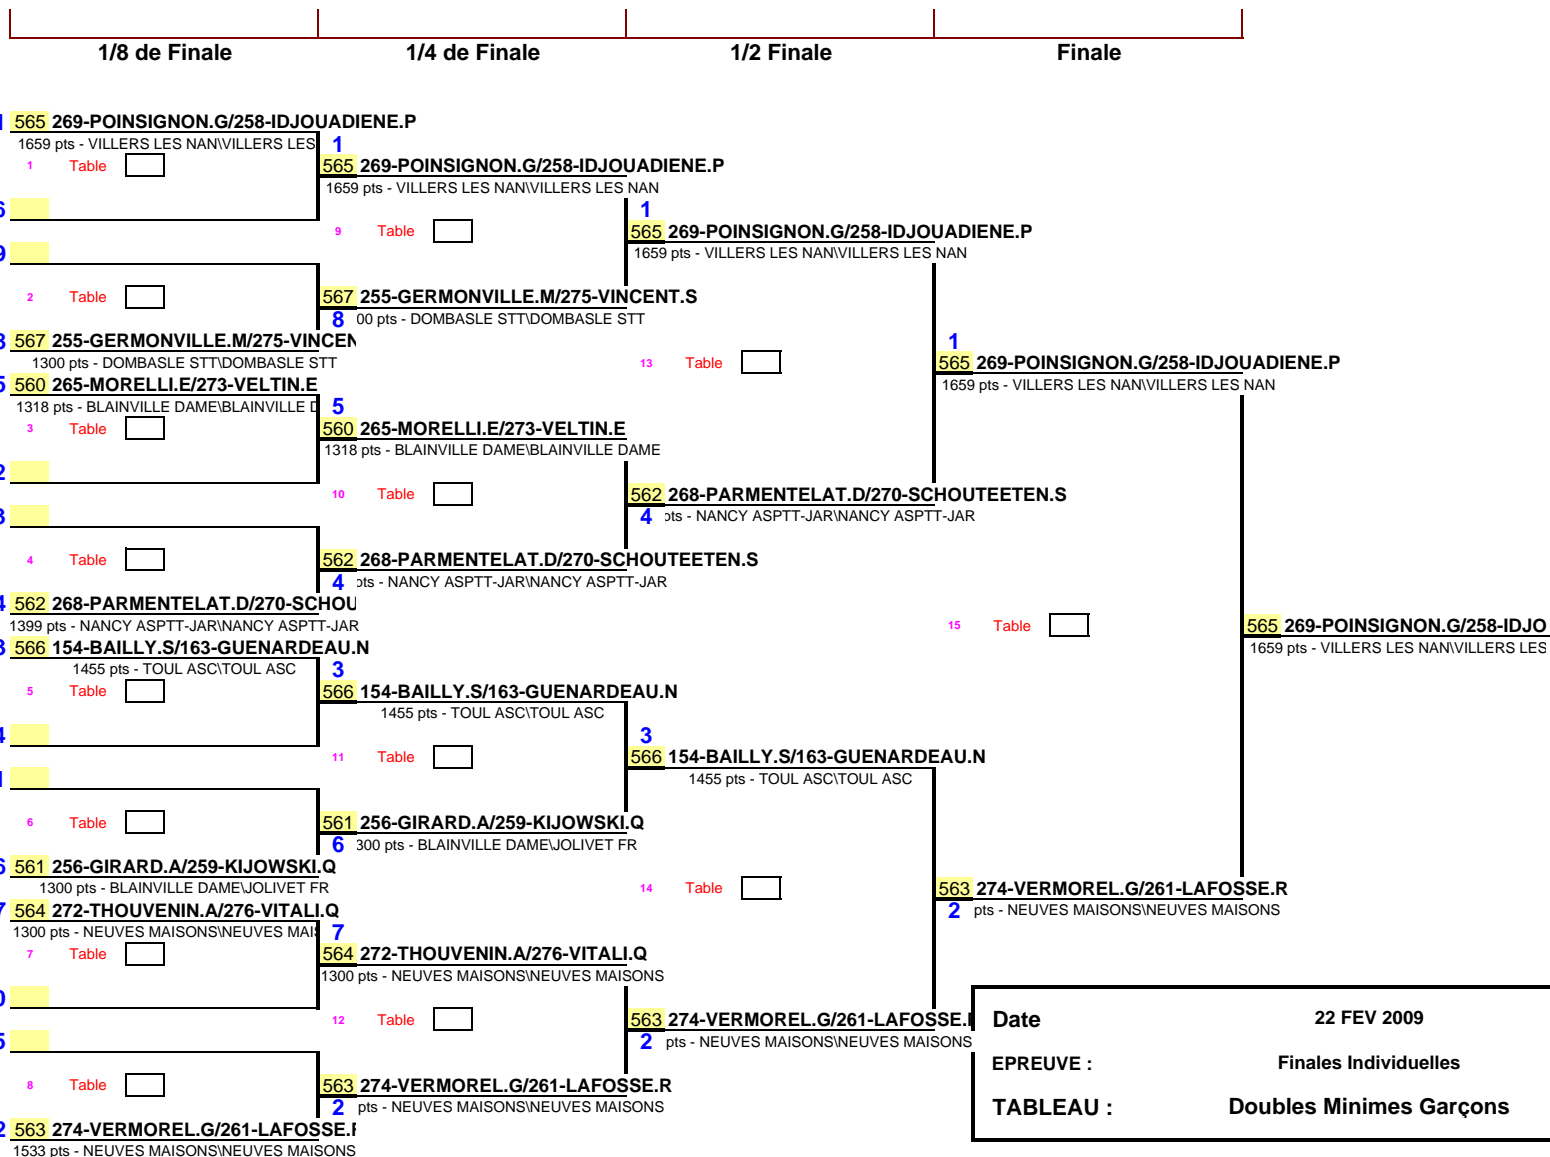 1/8 de Finale 1/4 de Finale 1/2 Finale Finale
565 269-POINSIGNON.G/258-IDJOUADIENE.P
1659 pts - VILLERS LES NAN\VILLERS LES
1 Table
1
565 269-POINSIGNON.G/258-IDJOUADIENE.P
1659 pts - VILLERS LES NAN\VILLERS LES NAN
9 Table
1
565 269-POINSIGNON.G/258-IDJOUADIENE.P
1659 pts - VILLERS LES NAN\VILLERS LES NAN
2 Table
567 255-GERMONVILLE.M/275-VINCENT.S
8 00 pts - DOMBASLE STT\DOMBASLE STT
567 255-GERMONVILLE.M/275-VINCEN
1300 pts - DOMBASLE STT\DOMBASLE STT
13 Table
1
565 269-POINSIGNON.G/258-IDJOUADIENE.P
1659 pts - VILLERS LES NAN\VILLERS LES NAN
560 265-MORELLI.E/273-VELTIN.E
1318 pts - BLAINVILLE DAME\BLAINVILLE D
3 Table
5
560 265-MORELLI.E/273-VELTIN.E
1318 pts - BLAINVILLE DAME\BLAINVILLE DAME
10 Table
562 268-PARMENTELAT.D/270-SCHOUTEETEN.S
4 pts - NANCY ASPTT-JAR\NANCY ASPTT-JAR
4 Table
562 268-PARMENTELAT.D/270-SCHOUTEETEN.S
4 pts - NANCY ASPTT-JAR\NANCY ASPTT-JAR
562 268-PARMENTELAT.D/270-SCHOU
1399 pts - NANCY ASPTT-JAR\NANCY ASPTT-JAR
15 Table
565 269-POINSIGNON.G/258-IDJO
1659 pts - VILLERS LES NAN\VILLERS LES
566 154-BAILLY.S/163-GUENARDEAU.N
1455 pts - TOUL ASC\TOUL ASC
5 Table
3
566 154-BAILLY.S/163-GUENARDEAU.N
1455 pts - TOUL ASC\TOUL ASC
11 Table
3
566 154-BAILLY.S/163-GUENARDEAU.N
1455 pts - TOUL ASC\TOUL ASC
6 Table
561 256-GIRARD.A/259-KIJOWSKI.Q
6 300 pts - BLAINVILLE DAME\JOLIVET FR
561 256-GIRARD.A/259-KIJOWSKI.Q
1300 pts - BLAINVILLE DAME\JOLIVET FR
14 Table
563 274-VERMOREL.G/261-LAFOSSE.R
2 pts - NEUVES MAISONS\NEUVES MAISONS
564 272-THOUVENIN.A/276-VITALI.Q
1300 pts - NEUVES MAISONS\NEUVES MAIS
7 Table
7
564 272-THOUVENIN.A/276-VITALI.Q
1300 pts - NEUVES MAISONS\NEUVES MAISONS
12 Table
563 274-VERMOREL.G/261-LAFOSSE.
2 pts - NEUVES MAISONS\NEUVES MAISONS
8 Table
563 274-VERMOREL.G/261-LAFOSSE.R
2 pts - NEUVES MAISONS\NEUVES MAISONS
563 274-VERMOREL.G/261-LAFOSSE.
1533 pts - NEUVES MAISONS\NEUVES MAISONS
Date 22 FEV 2009
EPREUVE : Finales Individuelles
TABLEAU : Doubles Minimes Garçons